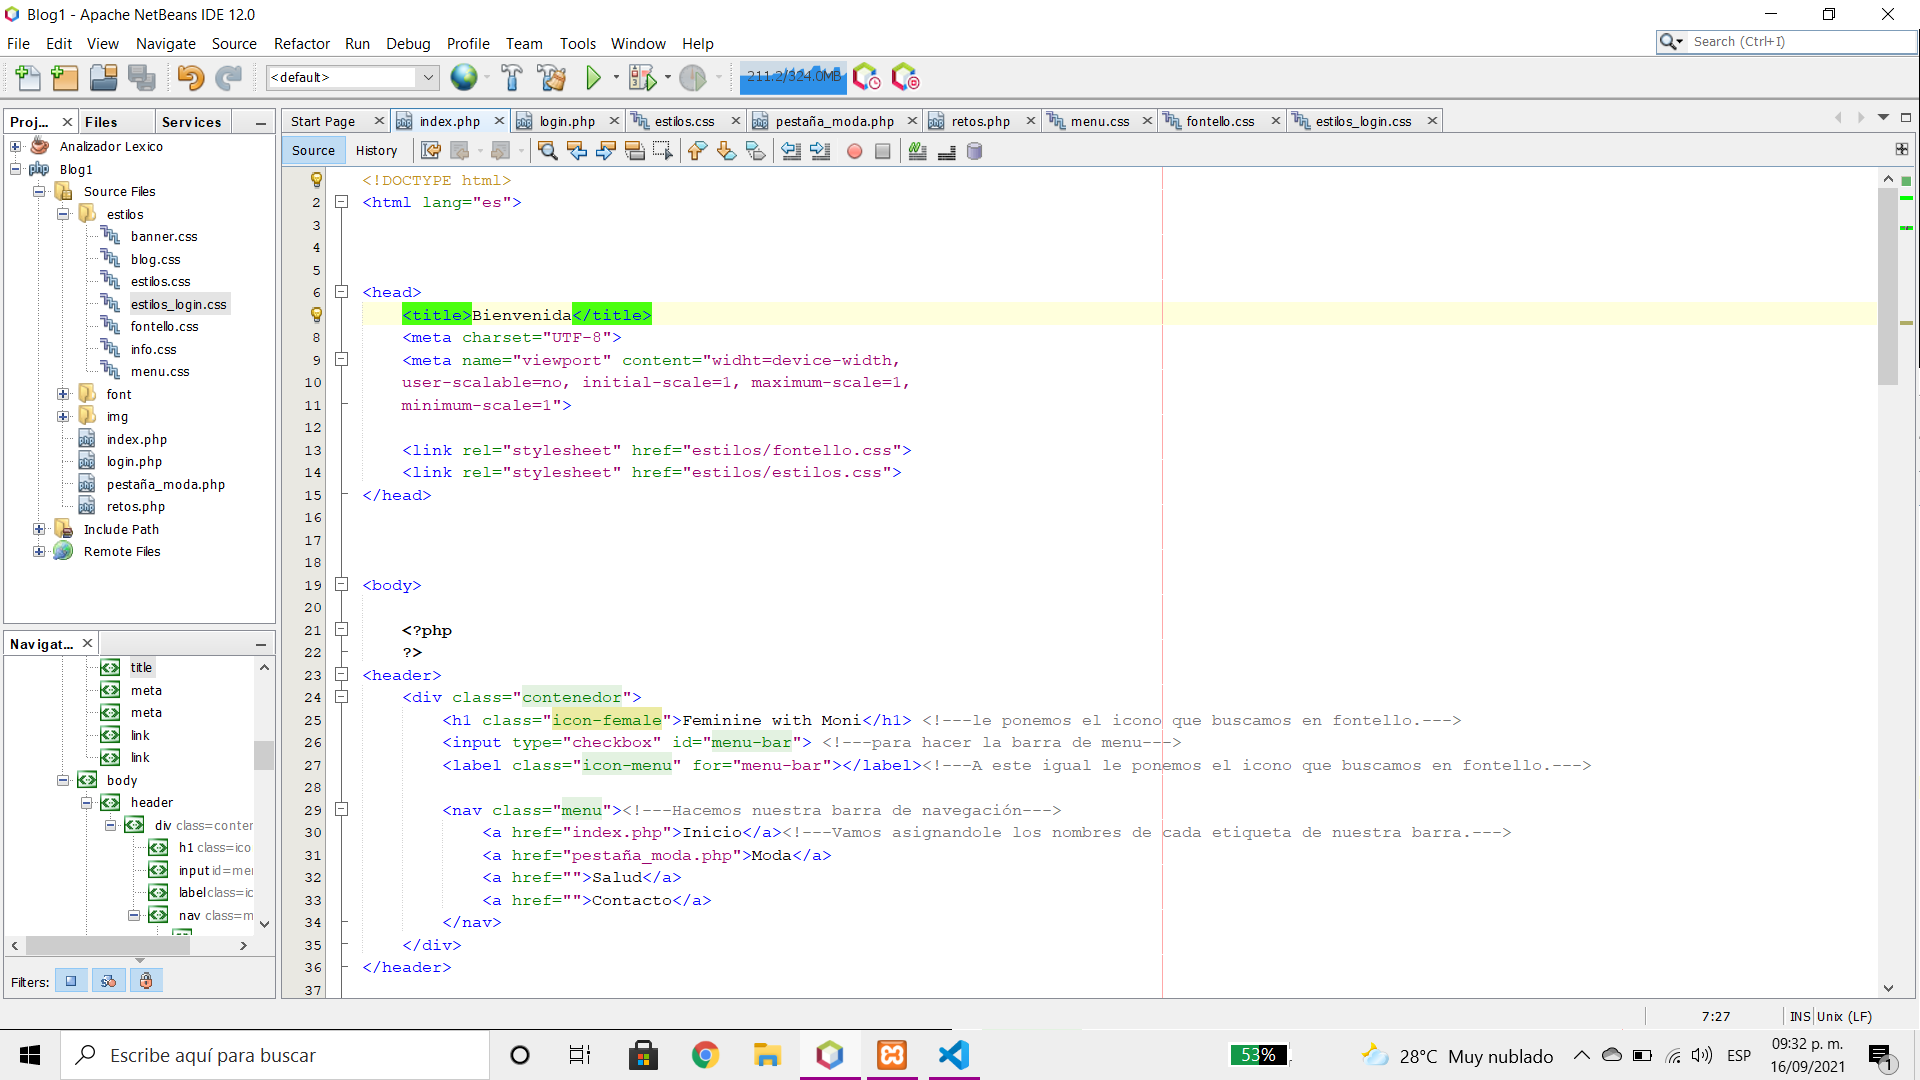 Blog1 - Apache NetBeans IDE 12.0
File Edit View Navigate Source Refactor Run Debug Profile Team Tools Window Help
Search (Ctrl+I)
<default>
211.2/324.0MB
Proj... Files Services
Start Page index.php login.php estilos.css pestaña_moda.php retos.php menu.css fontello.css estilos_login.css
Source History
Analizador Lexico
Blog1
Source Files
estilos
banner.css
blog.css
estilos.css
estilos_login.css
fontello.css
info.css
menu.css
font
img
index.php
login.php
pestaña_moda.php
retos.php
Include Path
Remote Files
Navigat...
title
meta
meta
link
link
body
header
div class=conter
h1 class=ico
input id=me
label class=ic
nav class=m
Filters:
<!DOCTYPE html>
2 <html lang="es">
3
4
5
6 <head>
<title>Bienvenida</title>
8 <meta charset="UTF-8">
9 <meta name="viewport" content="widht=device-width,
10 user-scalable=no, initial-scale=1, maximum-scale=1,
11 minimum-scale=1">
12
13 <link rel="stylesheet" href="estilos/fontello.css">
14 <link rel="stylesheet" href="estilos/estilos.css">
15 </head>
16
17
18
19 <body>
20
21 <?php
22 ?>
23 <header>
24 <div class="contenedor">
25 <h1 class="icon-female">Feminine with Moni</h1> <!---le ponemos el icono que buscamos en fontello.--->
26 <input type="checkbox" id="menu-bar"> <!---para hacer la barra de menu--->
27 <label class="icon-menu" for="menu-bar"></label><!---A este igual le ponemos el icono que buscamos en fontello.--->
28
29 <nav class="menu"><!---Hacemos nuestra barra de navegación--->
30 <a href="index.php">Inicio</a><!---Vamos asignandole los nombres de cada etiqueta de nuestra barra.--->
31 <a href="pestaña_moda.php">Moda</a>
32 <a href="">Salud</a>
33 <a href="">Contacto</a>
34 </nav>
35 </div>
36 </header>
37
7:27 INS Unix (LF)
Escribe aquí para buscar
53%
28°C Muy nublado
ESP
09:32 p. m.
16/09/2021
1